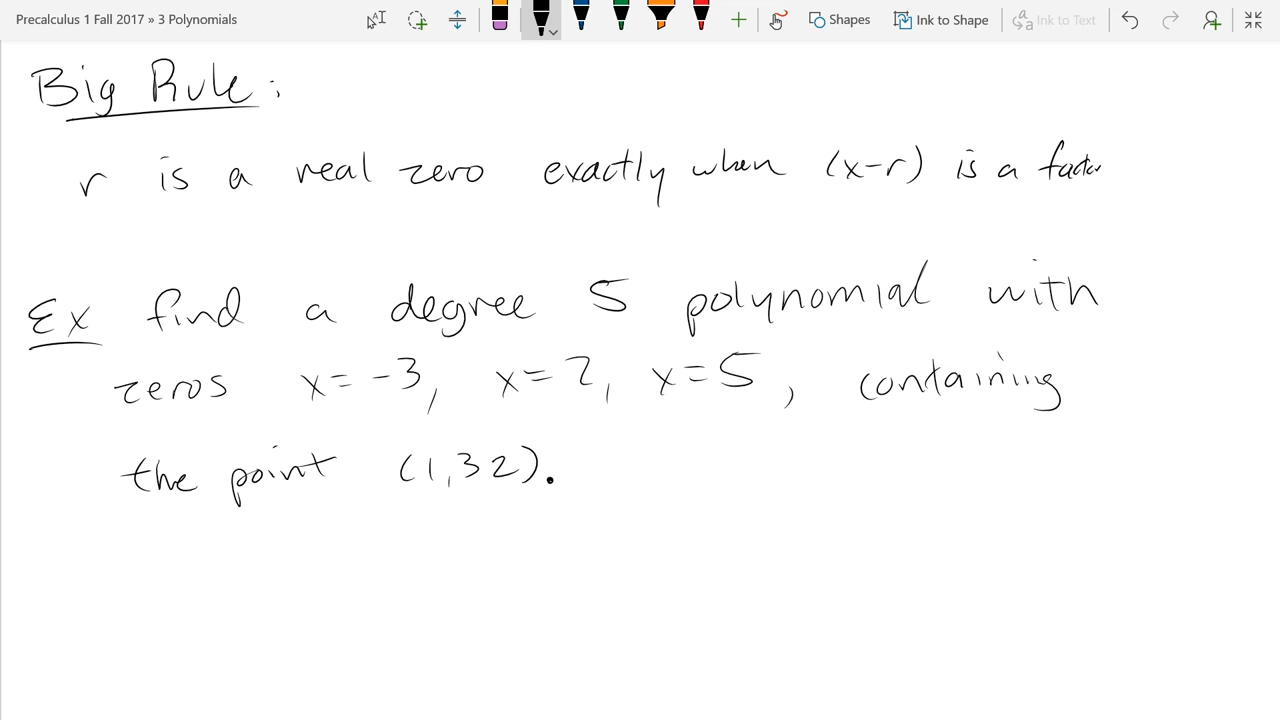 Precalculus 1 Fall 2017 » 3 Polynomials
Shapes
Ink to Shape
Ink to Text
Big Rule:
r is a real zero exactly when (x-r) is a factor
Ex find a degree 5 polynomial with
zeros x=-3, x=2, x=5, containing
the point (1,32).